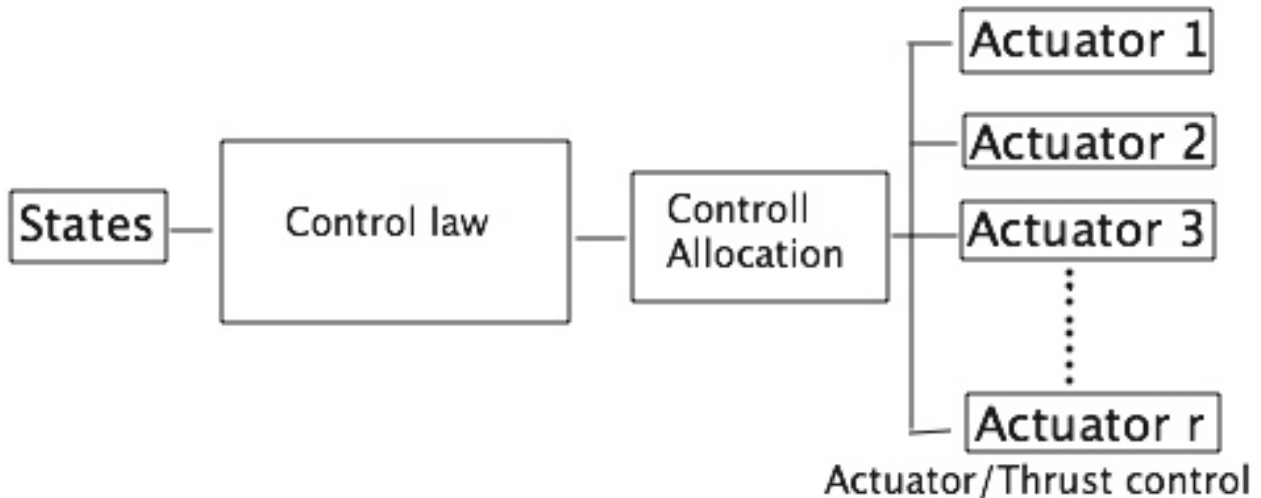 States
Control law
Controll
Allocation
Actuator 1
Actuator 2
Actuator 3
Actuator r
Actuator/Thrust control